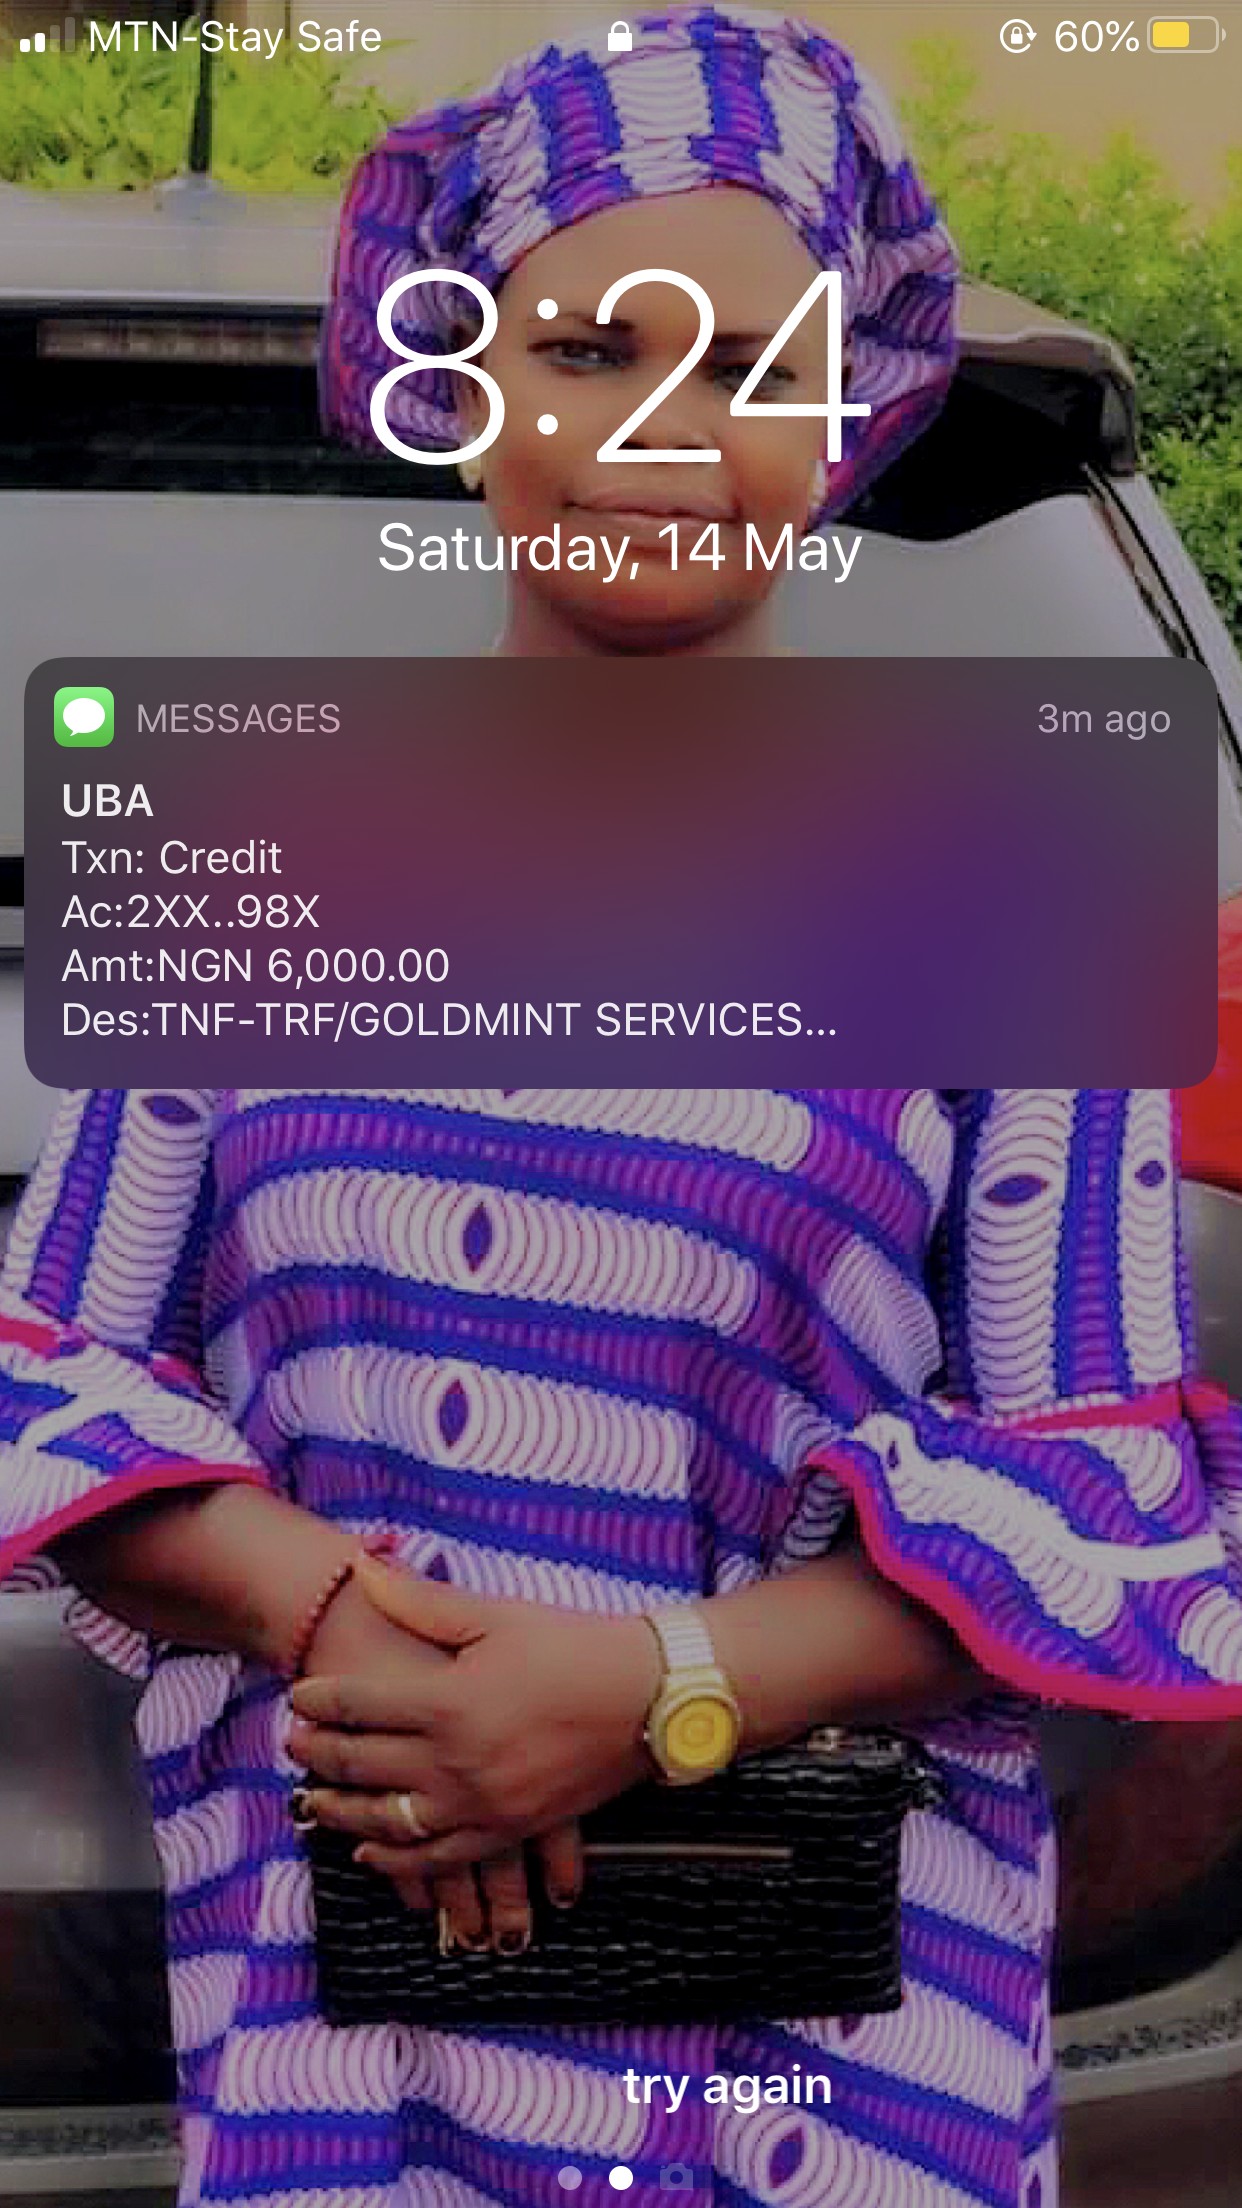 MTN-Stay Safe 60%
8:24
Saturday, 14 May
MESSAGES 3m ago
UBA
Txn: Credit
Ac:2XX..98X
Amt:NGN 6,000.00
Des:TNF-TRF/GOLDMINT SERVICES...
try again